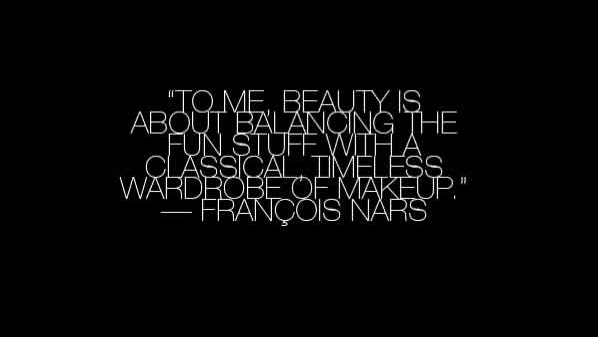 “TO ME, BEAUTY IS
ABOUT BALANCING THE
FUN STUFF WITH A
CLASSICAL, TIMELESS
WARDROBE OF MAKEUP.”
— FRANÇOIS NARS